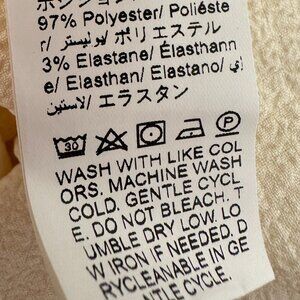 97% Polyester/ Polieste
r/ بوليستر/ ポリエステル
3% Elastane/ Élasthann
e/ Elasthan/ Elastano/ إي
لاستين/ エラスタン
30
P
WASH WITH LIKE COL
ORS. MACHINE WASH
COLD. GENTLE CYCL
E. DO NOT BLEACH. T
UMBLE DRY LOW. LO
W IRON IF NEEDED. D
RYCLEANABLE IN GE
NTLE CYCLE.